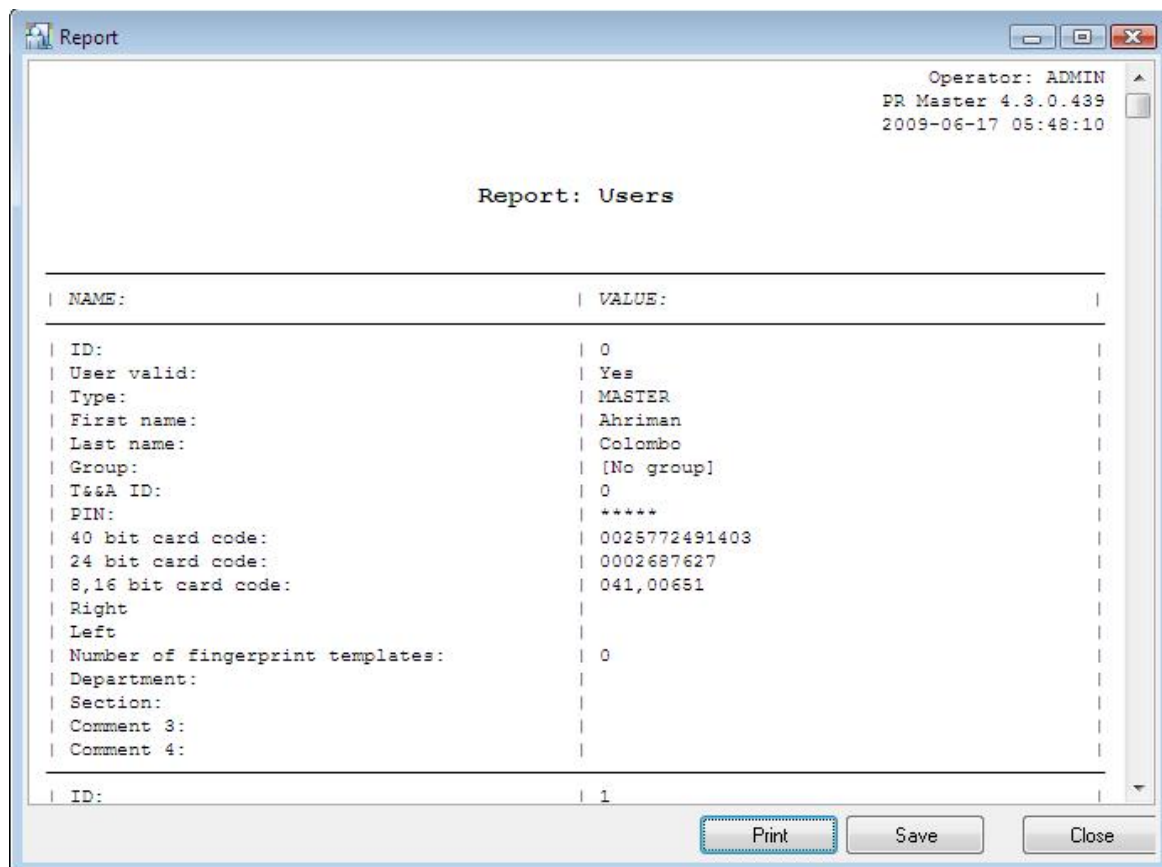 Report
Operator: ADMIN
PR Master 4.3.0.439
2009-06-17 05:48:10
Report: Users
| NAME: | VALUE: |
| ID: | 0 |
| User valid: | Yes |
| Type: | MASTER |
| First name: | Ahriman |
| Last name: | Colombo |
| Group: | [No group] |
| T&&A ID: | 0 |
| PIN: | ***** |
| 40 bit card code: | 0025772491403 |
| 24 bit card code: | 0002687627 |
| 8,16 bit card code: | 041,00651 |
| Right | |
| Left | |
| Number of fingerprint templates: | 0 |
| Department: | |
| Section: | |
| Comment 3: | |
| Comment 4: | |
| ID: | 1 |
Print Save Close